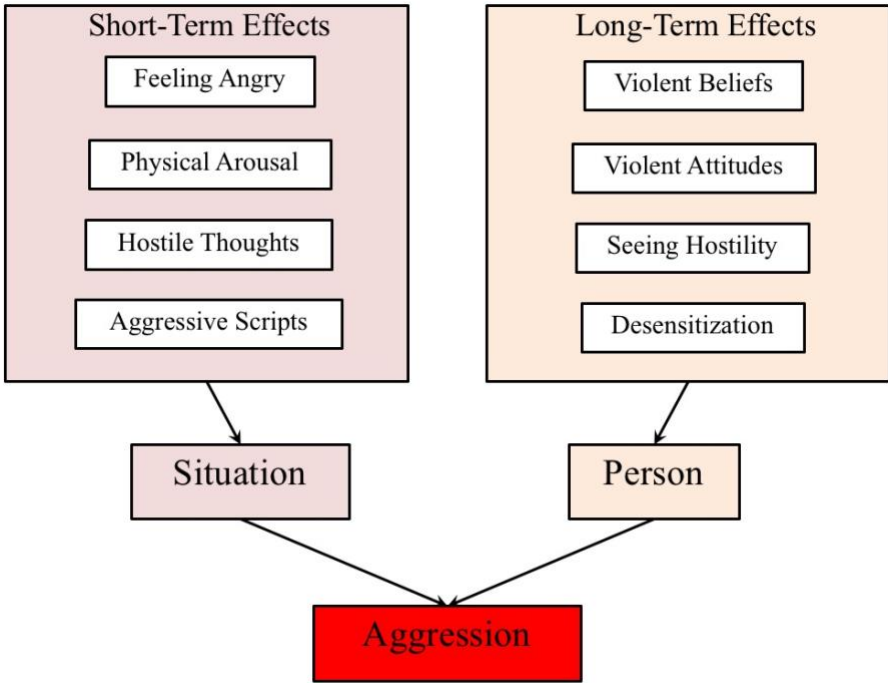 Short-Term Effects
Feeling Angry
Physical Arousal
Hostile Thoughts
Aggressive Scripts
Long-Term Effects
Violent Beliefs
Violent Attitudes
Seeing Hostility
Desensitization
Situation
Person
Aggression